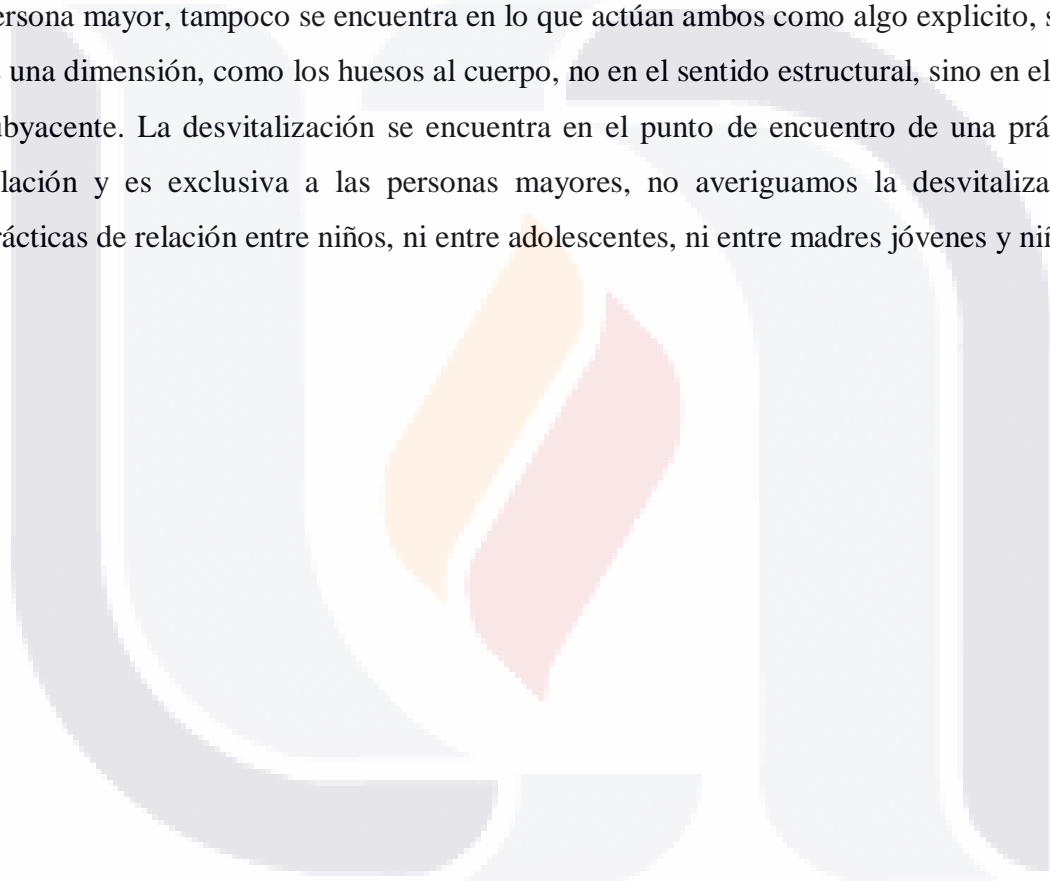 ersona mayor, tampoco se encuentra en lo que actúan ambos como algo explicito, s
una dimensión, como los huesos al cuerpo, no en el sentido estructural, sino en el
ubyacente. La desvitalización se encuentra en el punto de encuentro de una prá
lación y es exclusiva a las personas mayores, no averiguamos la desvitaliza
rácticas de relación entre niños, ni entre adolescentes, ni entre madres jóvenes y niñ